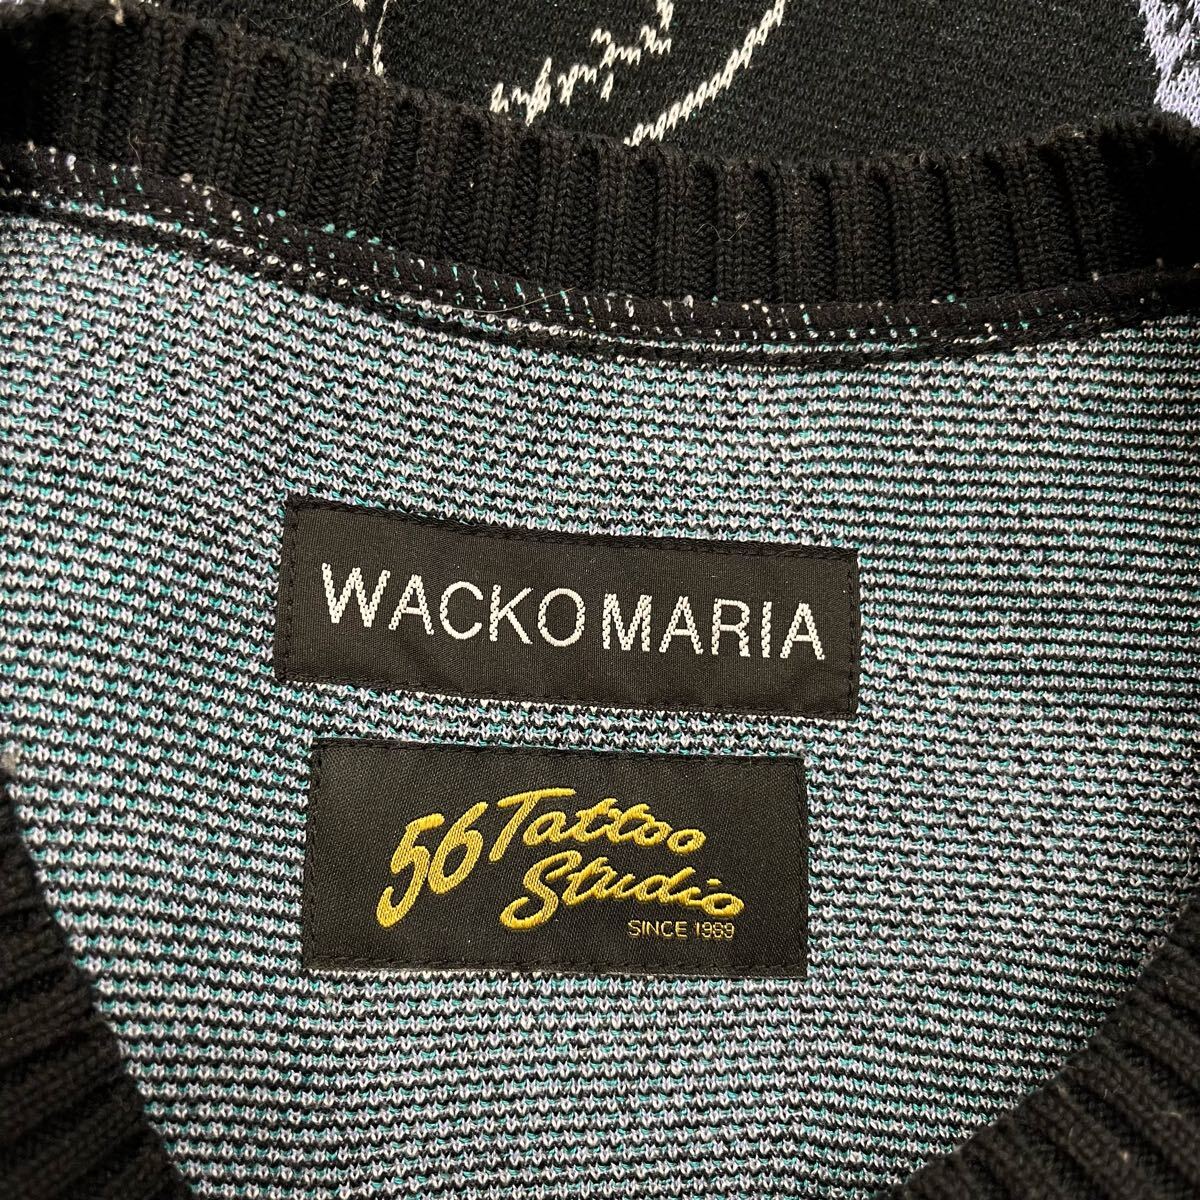 WACKO MARIA
56 Tattoo
Studio
SINCE 1989